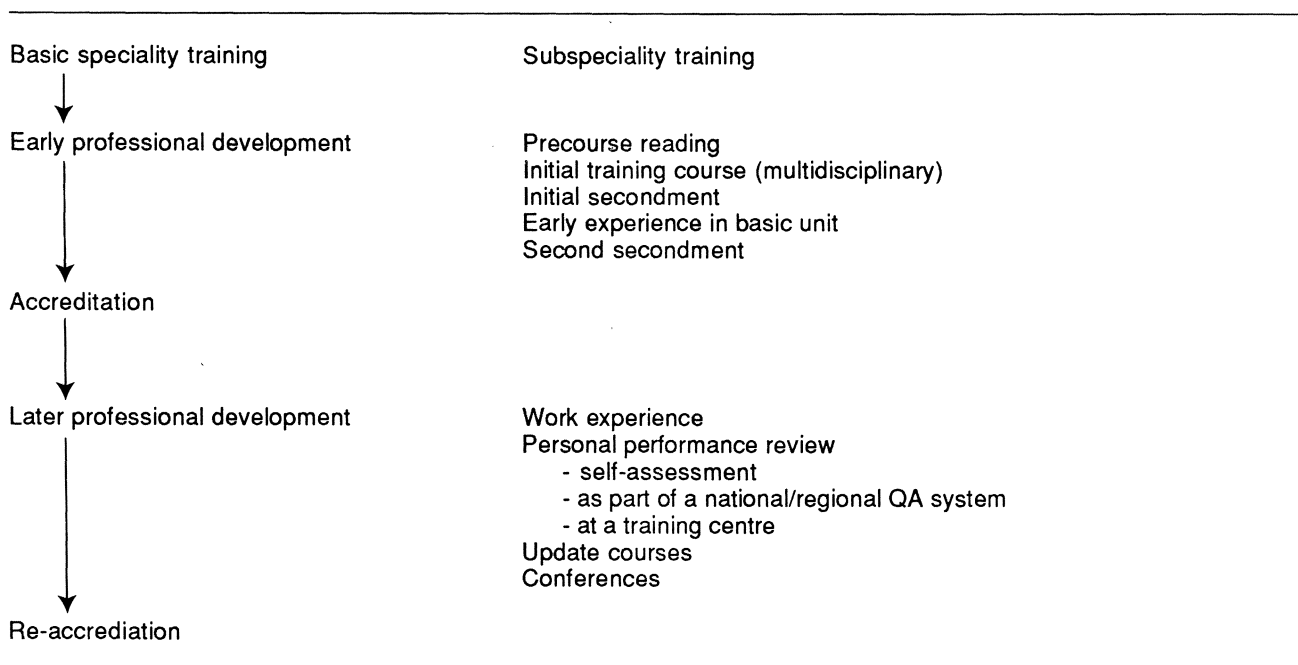 Basic speciality training
Subspeciality training
Early professional development
Precourse reading
Initial training course (multidisciplinary)
Initial secondment
Early experience in basic unit
Second secondment
Accreditation
Later professional development
Work experience
Personal performance review
- self-assessment
- as part of a national/regional QA system
- at a training centre
Update courses
Conferences
Re-accrediation